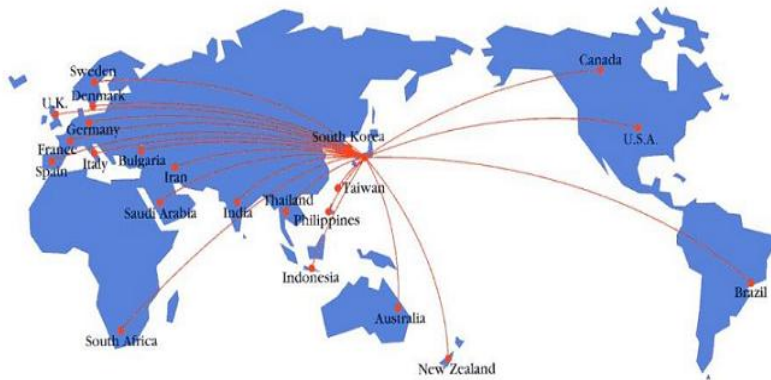 Sweden
Canada
Denmark
U.K.
Germany
U.S.A.
South Korea
France
Italy
Bulgaria
Spain
Iran
Taiwan
Thailand
Saudi Arabia
India
Philippines
Indonesia
Brazil
Australia
South Africa
New Zealand